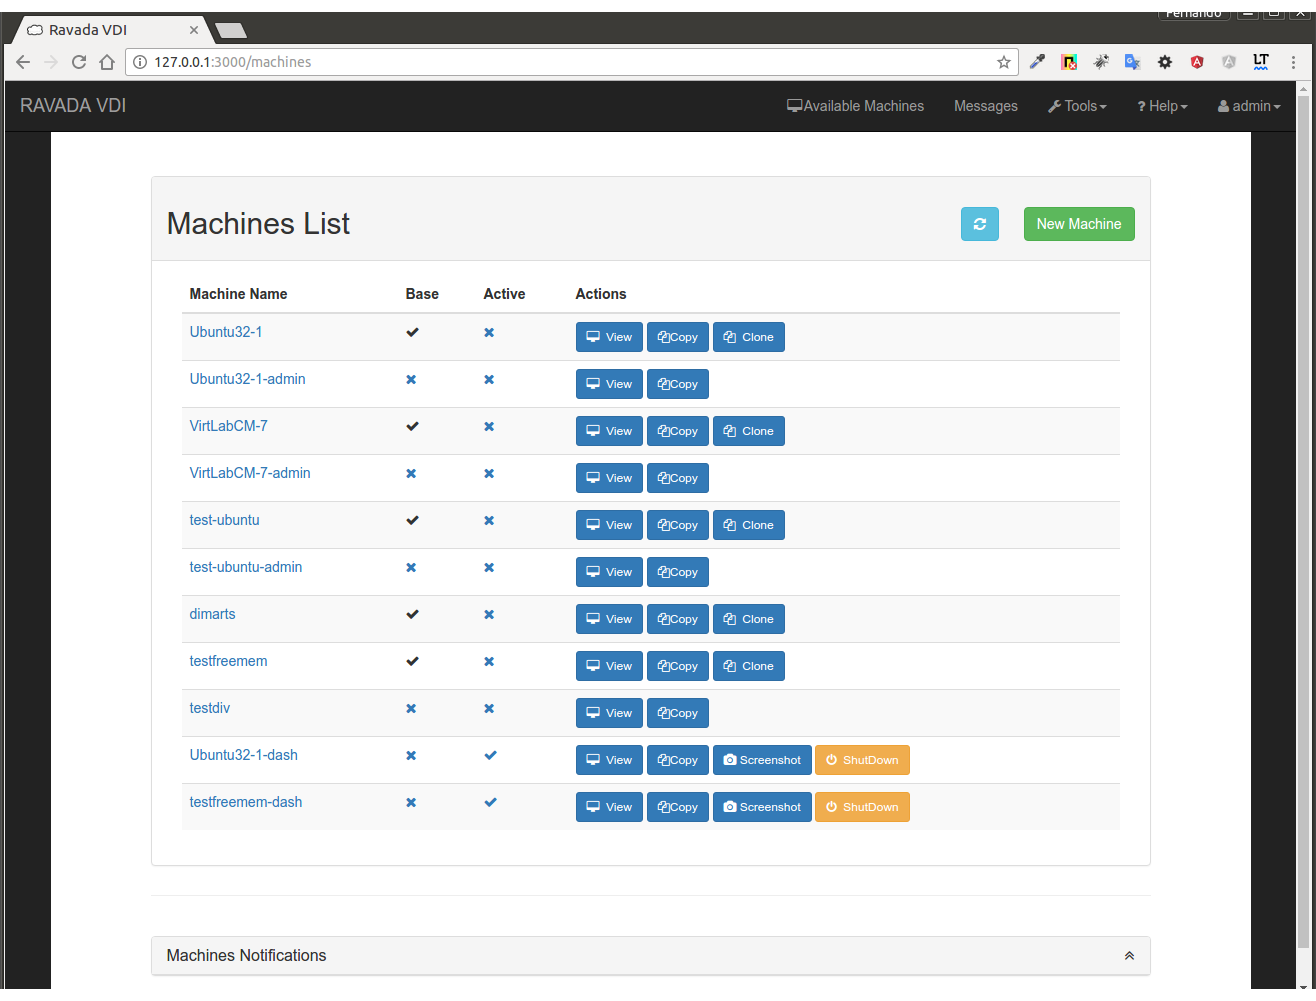 Fernando
Ravada VDI
127.0.0.1:3000/machines
RAVADA VDI Available Machines Messages Tools ? Help admin
Machines List New Machine
Machine Name Base Active Actions
Ubuntu32-1 View Copy Clone
Ubuntu32-1-admin View Copy
VirtLabCM-7 View Copy Clone
VirtLabCM-7-admin View Copy
test-ubuntu View Copy Clone
test-ubuntu-admin View Copy
dimarts View Copy Clone
testfreemem View Copy Clone
testdiv View Copy
Ubuntu32-1-dash View Copy Screenshot ShutDown
testfreemem-dash View Copy Screenshot ShutDown
Machines Notifications